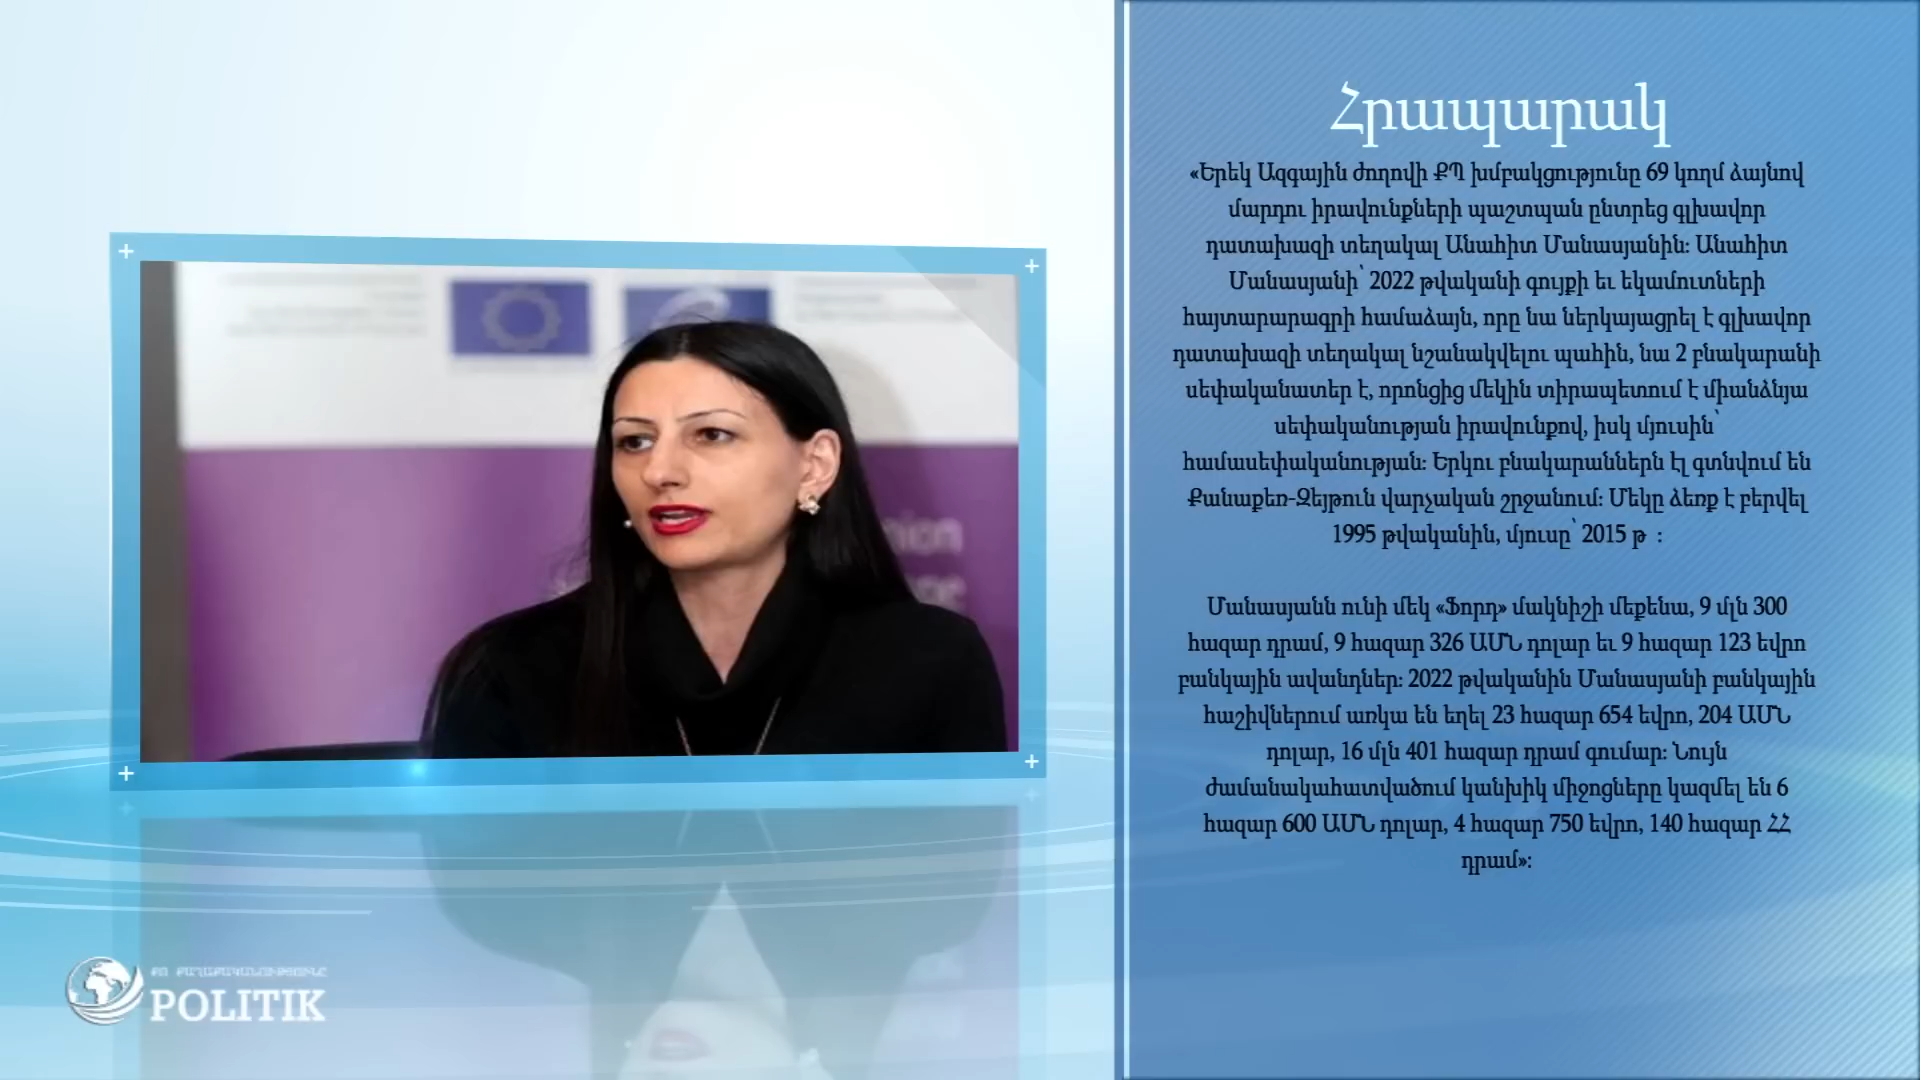 Հրապարակ
«Երեկ Ազգային ժողովի ՔՊ խմբակցությունը 69 կողմ ձայնով
մարդու իրավունքների պաշտպան ընտրեց գլխավոր
դատախազի տեղակալ Անահիտ Մանասյանին: Անահիտ
Մանասյանի՝ 2022 թվականի գույքի եւ եկամուտների
հայտարարագրի համաձայն, որը նա ներկայացրել է գլխավոր
դատախազի տեղակալ նշանակվելու պահին, նա 2 բնակարանի
սեփականատեր է, որոնցից մեկին տիրապետում է միանձնյա
սեփականության իրավունքով, իսկ մյուսին՝
համասեփականության: Երկու բնակարաններն էլ գտնվում են
Քանաքեռ-Զեյթուն վարչական շրջանում: Մեկը ձեռք է բերվել
1995 թվականին, մյուսը՝ 2015 թ :
Մանասյանն ունի մեկ «Ֆորդ» մակնիշի մեքենա, 9 մլն 300
հազար դրամ, 9 հազար 326 ԱՄՆ դոլար եւ 9 հազար 123 եվրո
բանկային ավանդներ: 2022 թվականին Մանասյանի բանկային
հաշիվներում առկա են եղել 23 հազար 654 եվրո, 204 ԱՄՆ
դոլար, 16 մլն 401 հազար դրամ գումար: Նույն
ժամանակահատվածում կանխիկ միջոցները կազմել են 6
հազար 600 ԱՄՆ դոլար, 4 հազար 750 եվրո, 140 հազար ՀՀ
դրամ»:
ՔՈ ՔԱՂԱՔԱԿԱՆՈՒԹՅՈՒՆԸ
POLITIK